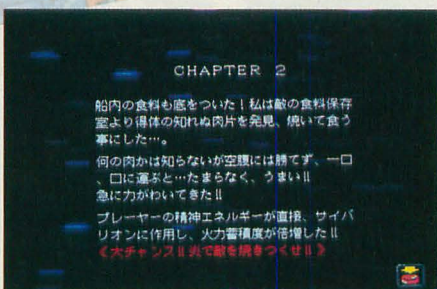 CHAPTER 2
船内の食料も底をついた！私は敵の食料保存
室より得体の知れぬ肉片を発見、焼いて食う
事にした…。
何の肉かは知らないが空腹には勝てず、一口
、口に運ぶと…たまらなく、うまい!!
急に力がわいてきた!!
プレーヤーの精神エネルギーが直接、サイバ
リオンに作用し、火力蓄積度が倍増した!!
《大チャンス!!炎で敵を焼きつくせ!!》